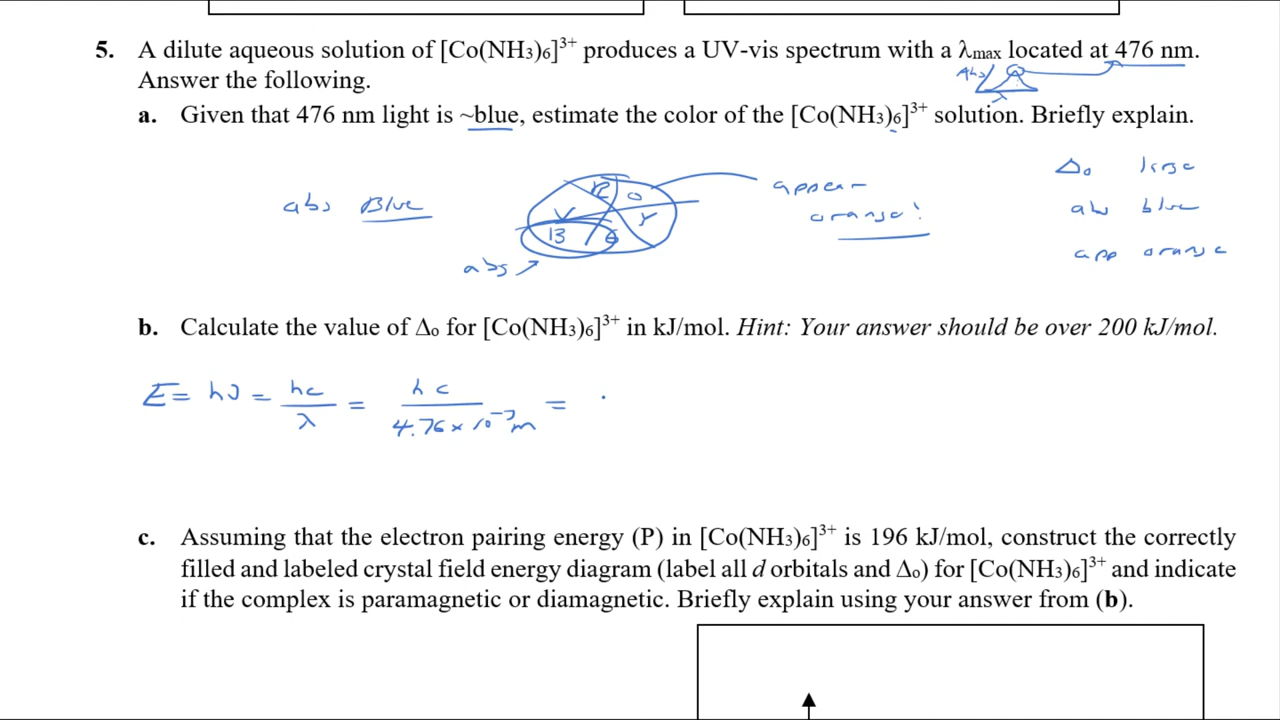 5. A dilute aqueous solution of [Co(NH₃)₆]³⁺ produces a UV-vis spectrum with a λmax located at 476 nm.
Answer the following.
Abs
λ
a. Given that 476 nm light is ~blue, estimate the color of the [Co(NH₃)₆]³⁺ solution. Briefly explain.
Δo large
abs Blue
R O
appear
orange!
abs blue
V Y
B G
abs
app orange
b. Calculate the value of Δo for [Co(NH₃)₆]³⁺ in kJ/mol. Hint: Your answer should be over 200 kJ/mol.
E = hν = hc / λ = hc / 4.76 × 10⁻⁷ m =
c. Assuming that the electron pairing energy (P) in [Co(NH₃)₆]³⁺ is 196 kJ/mol, construct the correctly
filled and labeled crystal field energy diagram (label all d orbitals and Δo) for [Co(NH₃)₆]³⁺ and indicate
if the complex is paramagnetic or diamagnetic. Briefly explain using your answer from (b).